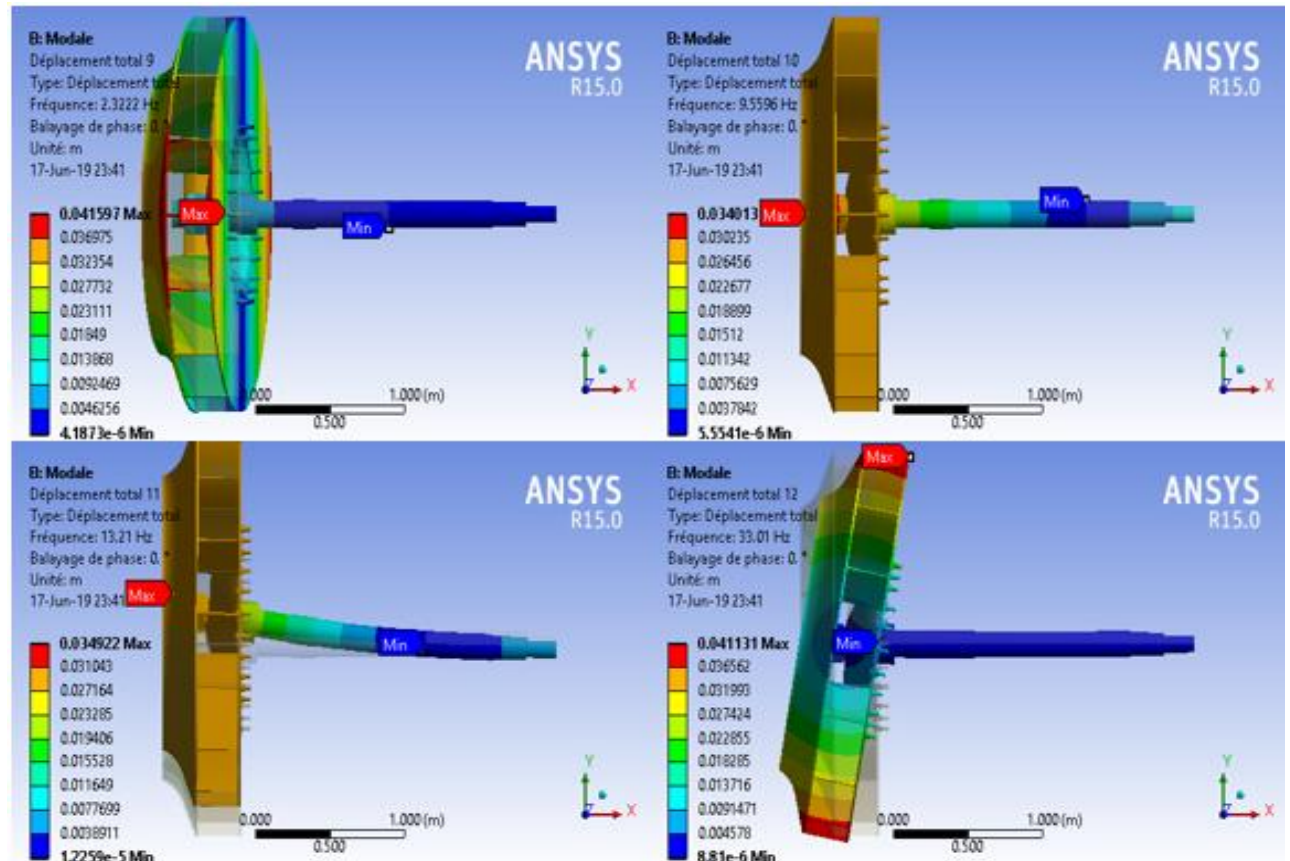 B: Modale
Déplacement total 9
Type: Déplacement total
Fréquence: 2.3222 Hz
Balayage de phase: 0. °
Unité: m
17-Jun-19 23:41
ANSYS
R15.0
0.041597 Max
0.036975
0.032354
0.027732
0.023111
0.01849
0.013868
0.0092469
0.0046256
4.1873e-6 Min
Max
Min
Y
X
Z
0.000
1.000 (m)
0.500
B: Modale
Déplacement total 10
Type: Déplacement total
Fréquence: 9.5596 Hz
Balayage de phase: 0. °
Unité: m
17-Jun-19 23:41
ANSYS
R15.0
0.034013 Max
0.030235
0.026456
0.022677
0.018899
0.01512
0.011342
0.0075629
0.0037842
5.5541e-6 Min
Max
Min
Y
X
Z
0.000
1.000 (m)
0.500
B: Modale
Déplacement total 11
Type: Déplacement total
Fréquence: 13.21 Hz
Balayage de phase: 0. °
Unité: m
17-Jun-19 23:41
ANSYS
R15.0
0.034922 Max
0.031043
0.027164
0.023285
0.019406
0.015528
0.011649
0.0077699
0.0038911
1.2259e-5 Min
Max
Min
Y
X
Z
0.000
1.000 (m)
0.500
B: Modale
Déplacement total 12
Type: Déplacement total
Fréquence: 33.01 Hz
Balayage de phase: 0. °
Unité: m
17-Jun-19 23:41
ANSYS
R15.0
0.041131 Max
0.036562
0.031993
0.027424
0.022855
0.018285
0.013716
0.0091471
0.004578
8.81e-6 Min
Max
Min
Y
X
Z
0.000
1.000 (m)
0.500